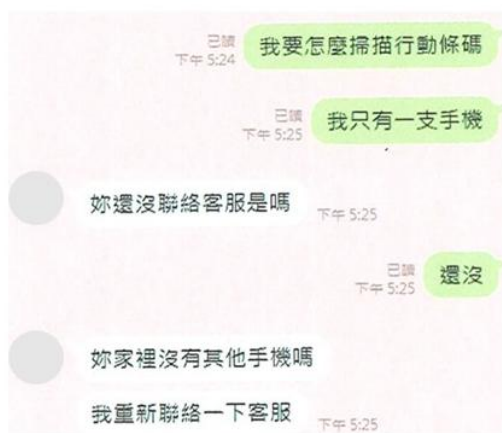 我要怎麼掃描行動條碼
已讀
下午 5:24
我只有一支手機
已讀
下午 5:25
妳還沒聯絡客服是嗎
下午 5:25
還沒
已讀
下午 5:25
妳家裡沒有其他手機嗎
我重新聯絡一下客服
下午 5:25